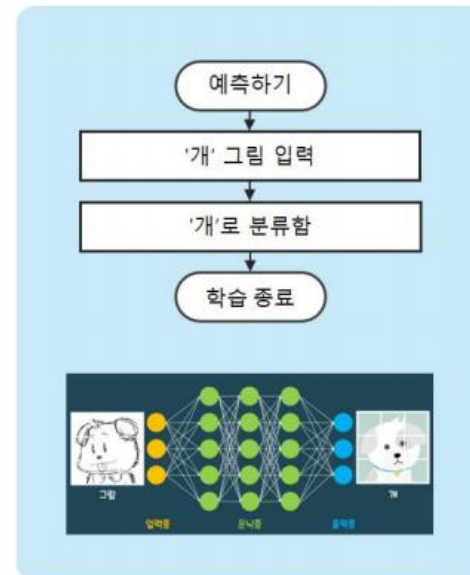 예측하기
'개' 그림 입력
'개'로 분류함
학습 종료
그림
개
입력층
은닉층
출력층